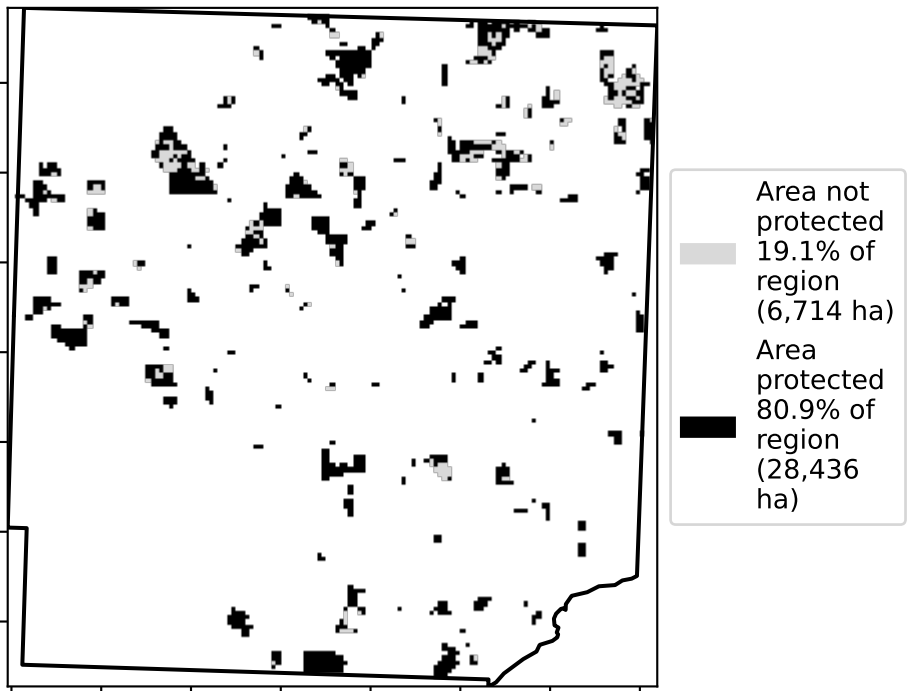 Area not
protected
19.1% of
region
(6,714 ha)
Area
protected
80.9% of
region
(28,436
ha)